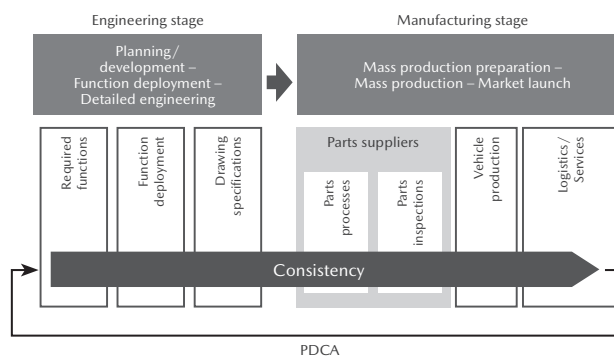 Engineering stage
Manufacturing stage
Planning/
development –
Function deployment –
Detailed engineering
Mass production preparation –
Mass production – Market launch
Required
functions
Function
deployment
Drawing
specifications
Parts suppliers
Parts
processes
Parts
inspections
Vehicle
production
Logistics/
Services
Consistency
PDCA